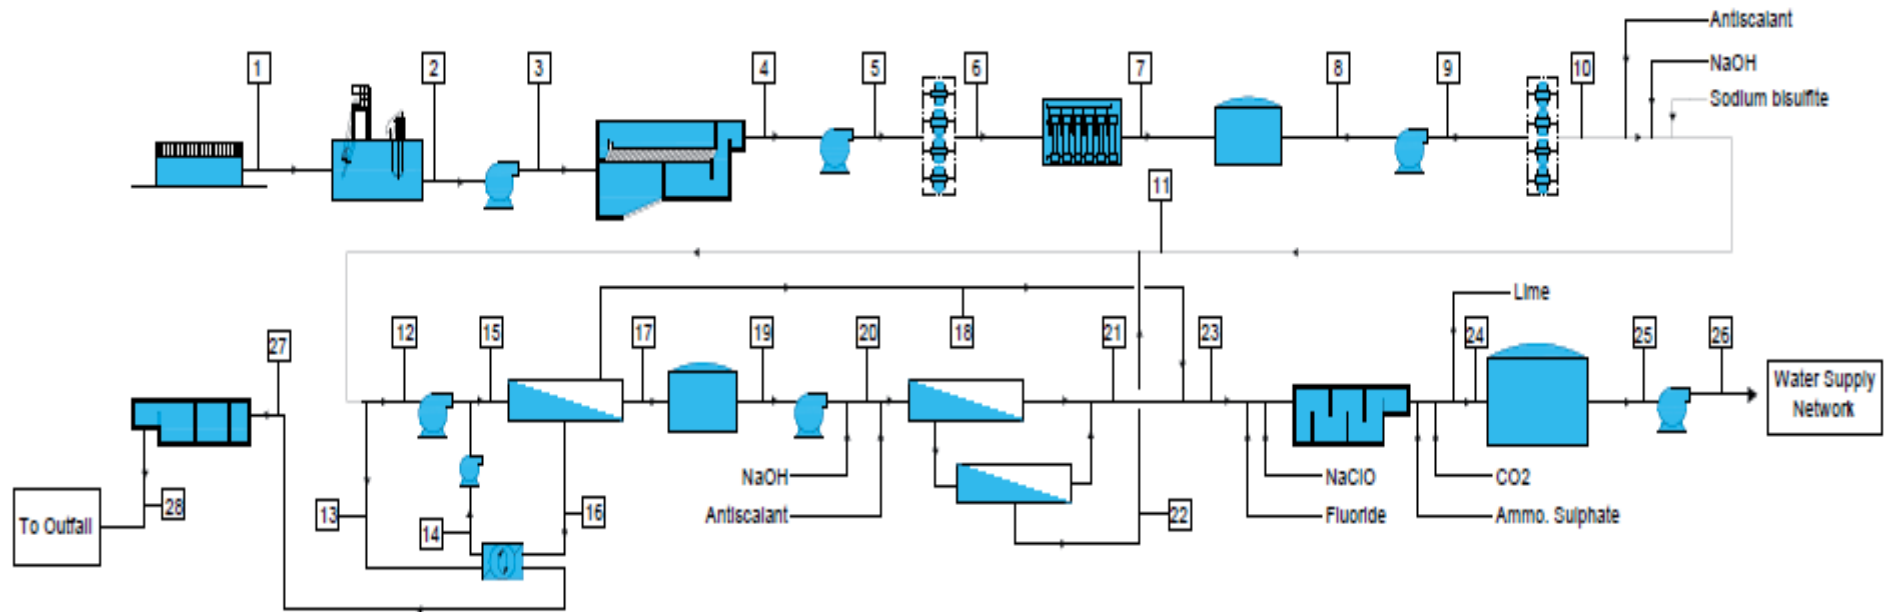 Antiscalant
1
2
3
4
5
6
7
8
9
10
NaOH
Sodium bisulfite
11
Lime
27
12
15
17
19
20
18
21
23
24
25
26
Water Supply
Network
NaOH
NaClO
CO2
To Outfall
28
13
14
16
Antiscalant
22
Fluoride
Ammo. Sulphate